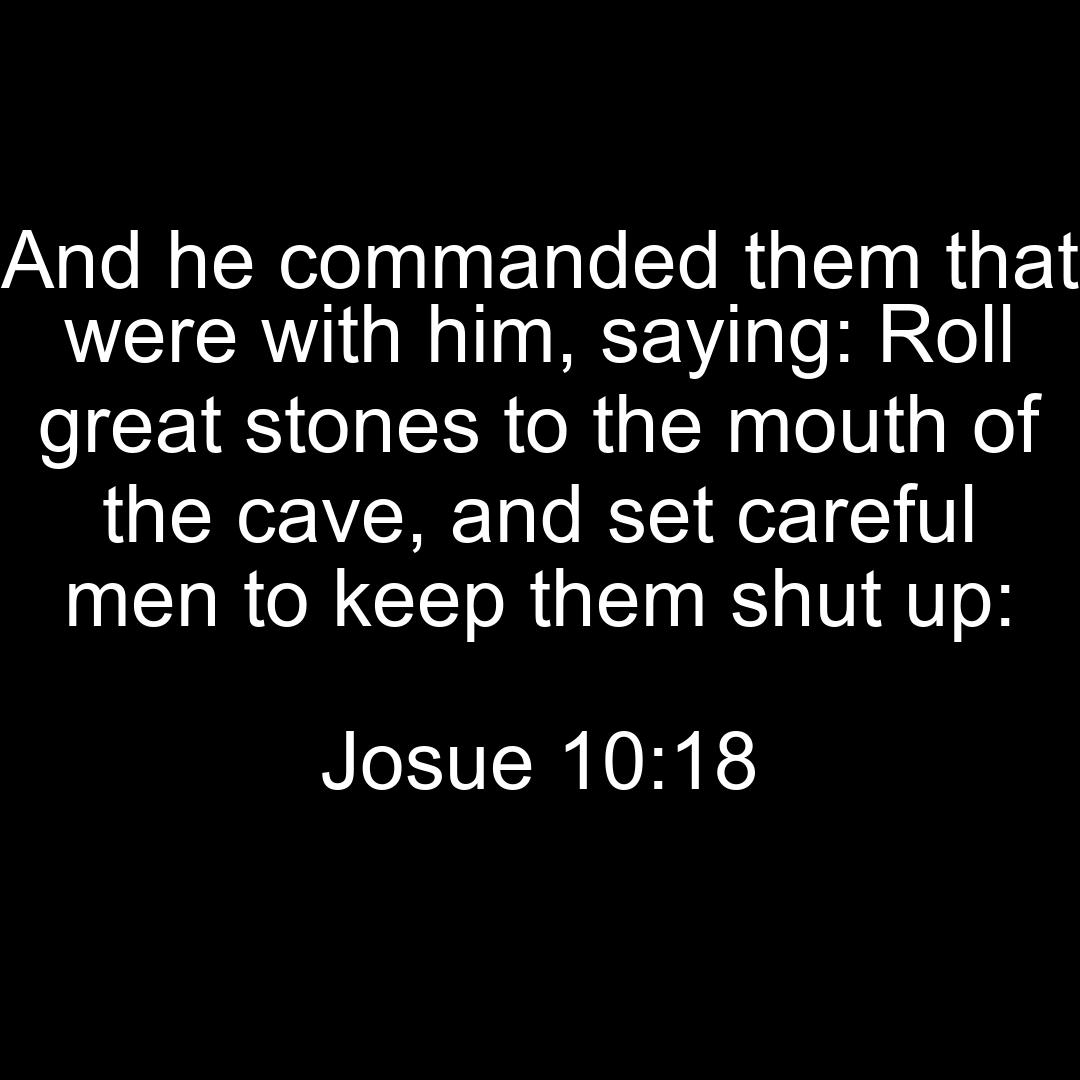 And he commanded them that
were with him, saying: Roll
great stones to the mouth of
the cave, and set careful
men to keep them shut up:
Josue 10:18